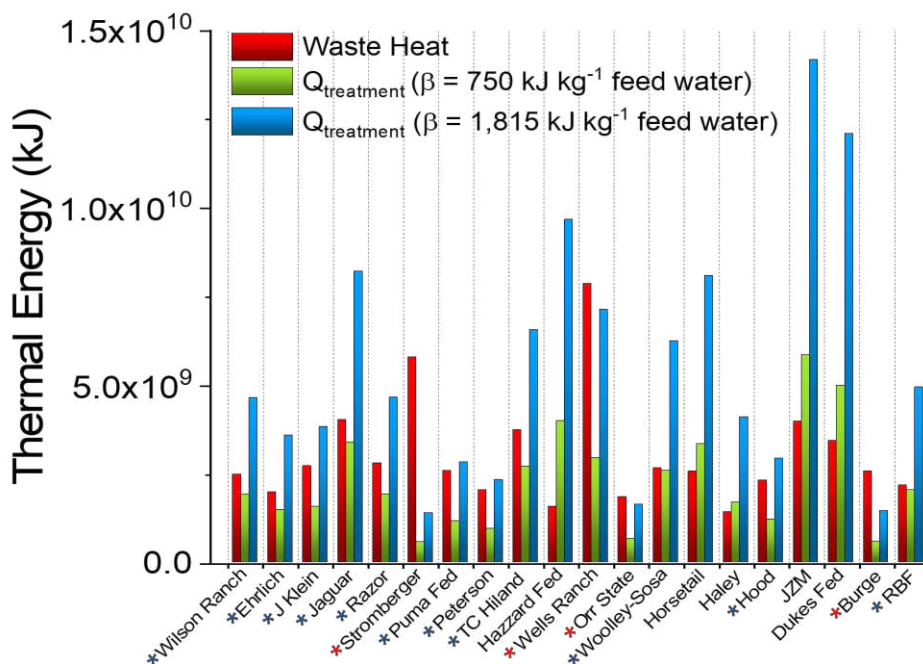 1.5x10¹⁰
Waste Heat
Qtreatment (β = 750 kJ kg⁻¹ feed water)
Qtreatment (β = 1,815 kJ kg⁻¹ feed water)
1.0x10¹⁰
5.0x10⁹
0.0
Thermal Energy (kJ)
*Wilson Ranch
*Ehrlich
*J Klein
*Jaguar
*Razor
*Stromberger
*Puma Fed
*Peterson
*TC Hiland
Hazzard Fed
*Wells Ranch
*Orr State
*Woolley-Sosa
Horsetail
Haley
*Hood
JZM
Dukes Fed
*Burge
*RBF